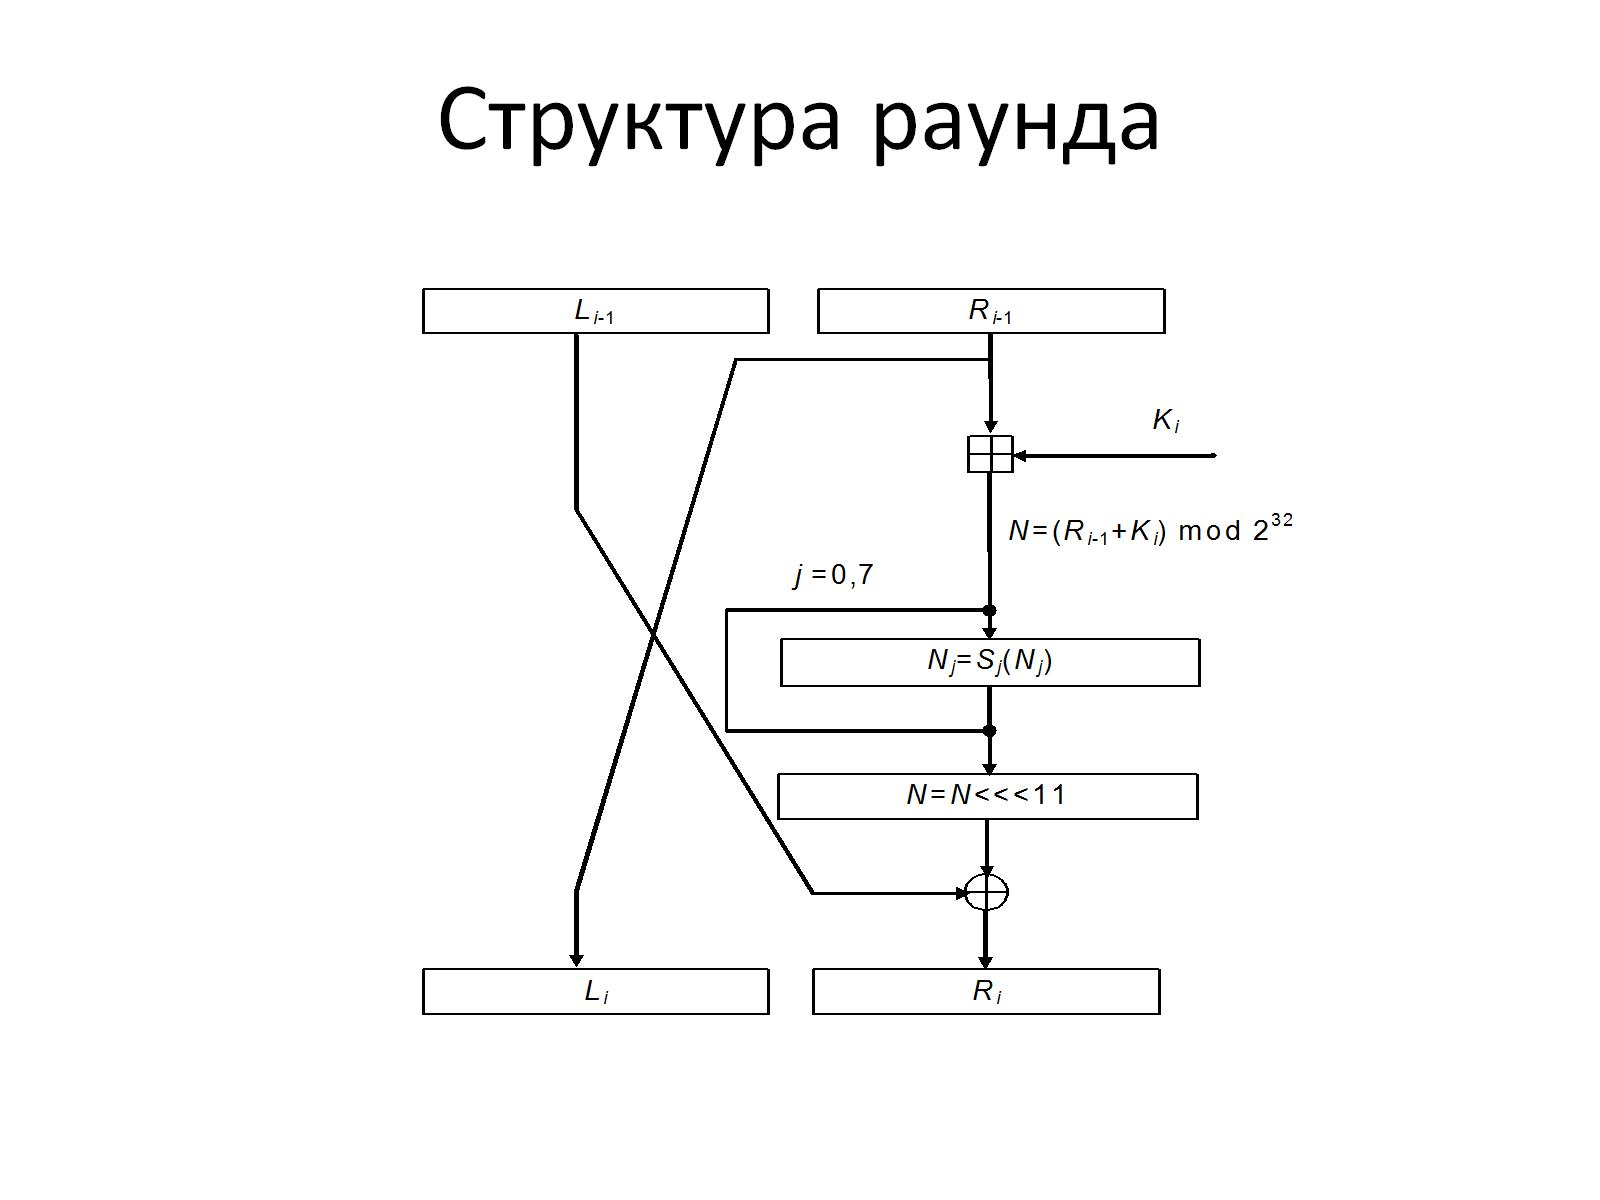 Структура раунда
L i-1
R i-1
K i
N=(R i-1+K i) mod 2^32
j =0,7
N j=S j(N j)
N=N<<<11
L i
R i